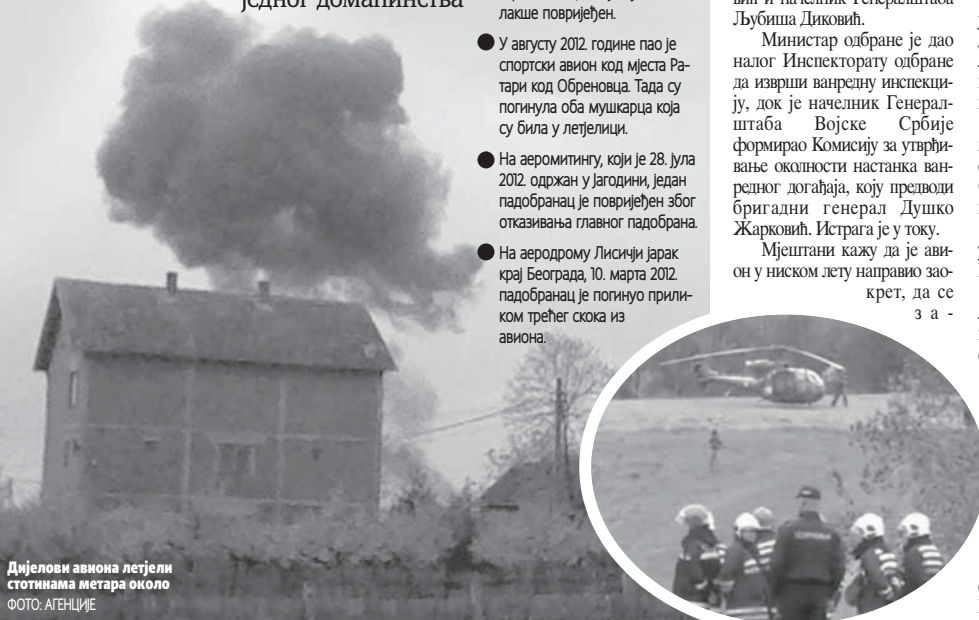 једног домаћинства
лакше повријеђен.
● У августу 2012. године пао је
спортски авион код мјеста Ра-
тари код Обреновца. Тада су
погинула оба мушкарца која
су била у летјелици.
● На аеромитингу, који је 28. јула
2012. одржан у Јагодини, један
падобранац је повријеђен због
отказивања главног падобрана.
● На аеродрому Лисичји јарак
крај Београда, 10. марта 2012.
падобранац је погинуо прили-
ком трећег скока из
авиона.
вић и начелник Генералштаба
Љубиша Диковић.
Министар одбране је дао
налог Инспекторату одбране
да изврши ванредну инспекци-
ју, док је начелник Генерал-
штаба Војске Србије
формирао Комисију за утврђи-
вање околности настанка ван-
редног догађаја, коју предводи
бригадни генерал Душко
Жарковић. Истрага је у току.
Мјештани кажу да је ави-
он у ниском лету направио зао-
крет, да се
за-
Дијелови авиона летјели
стотинама метара около
ФОТО: АГЕНЦИЈЕ